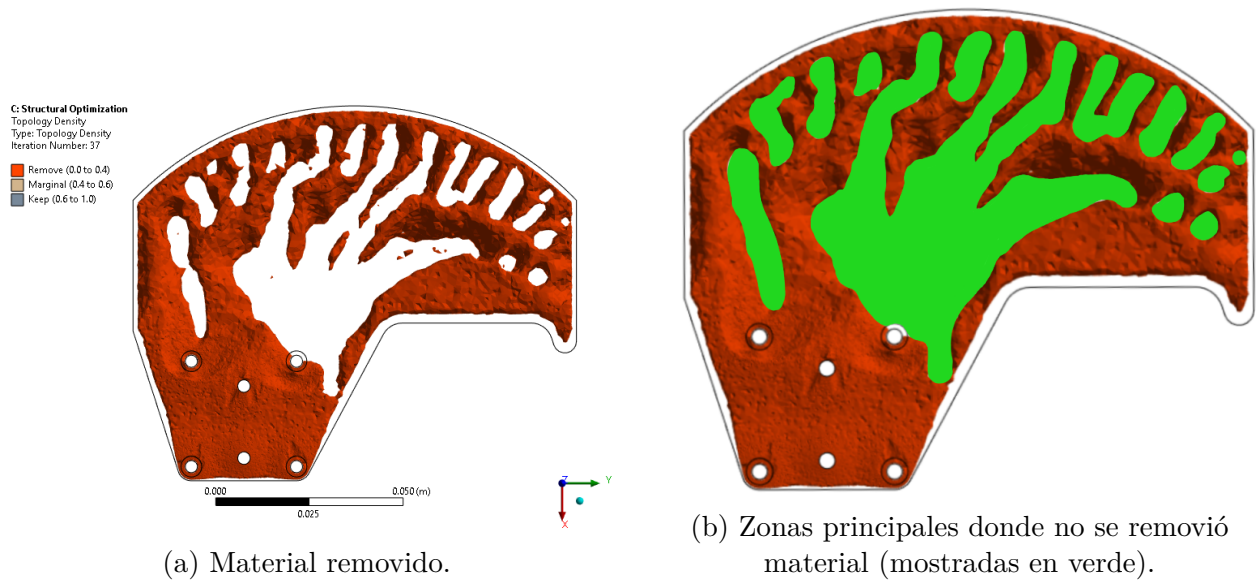 C: Structural Optimization
Topology Density
Type: Topology Density
Iteration Number: 37
Remove (0.0 to 0.4)
Marginal (0.4 to 0.6)
Keep (0.6 to 1.0)
0.000
0.050 (m)
0.025
Z
Y
X
(a) Material removido.
(b) Zonas principales donde no se removió
material (mostradas en verde).